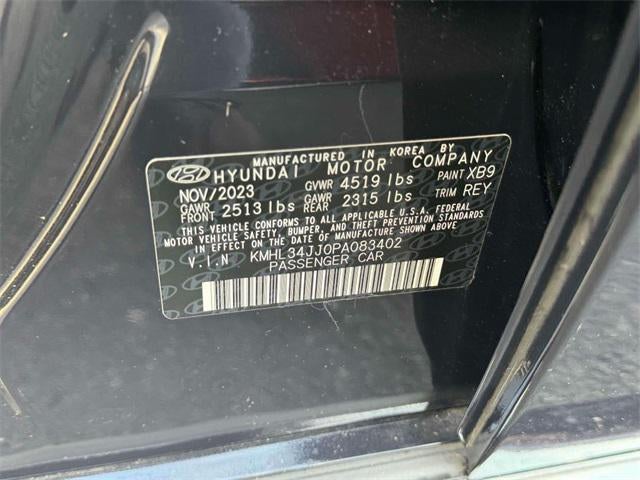 MANUFACTURED IN KOREA BY
HYUNDAI MOTOR COMPANY
NOV/2023 GVWR 4519 lbs PAINT XB9
GAWR FRONT 2513 lbs GAWR REAR 2315 lbs TRIM REY
THIS VEHICLE CONFORMS TO ALL APPLICABLE U.S.A. FEDERAL
MOTOR VEHICLE SAFETY, BUMPER, AND THEFT PREVENTION STANDARDS
IN EFFECT ON THE DATE OF MANUFACTURE SHOWN ABOVE.
V.I.N KMHL34JJ0PA083402
PASSENGER CAR